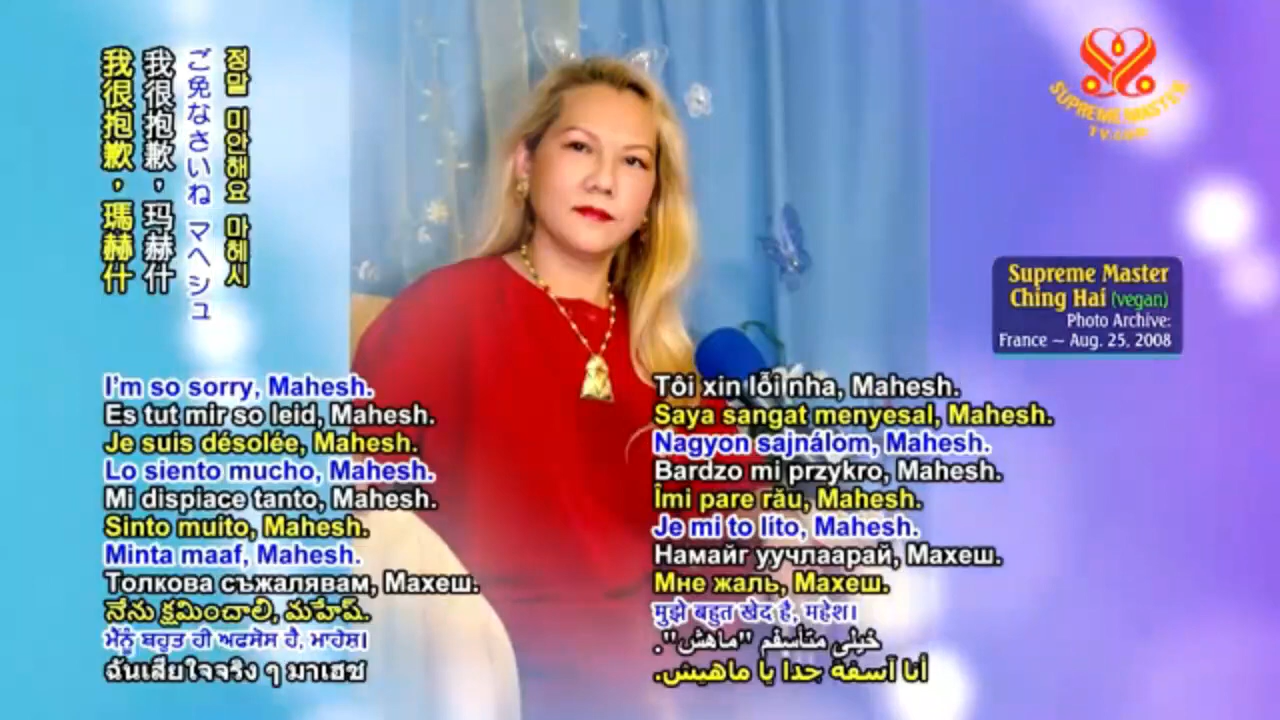 我很抱歉，瑪赫什
我很抱歉，玛赫什
ご免なさいね マヘシュ
정말 미안해요 마헤시
SUPREME MASTER
TV.com
Supreme Master
Ching Hai (vegan)
Photo Archive:
France ~ Aug. 25, 2008
I'm so sorry, Mahesh.
Es tut mir so leid, Mahesh.
Je suis désolée, Mahesh.
Lo siento mucho, Mahesh.
Mi dispiace tanto, Mahesh.
Sinto muito, Mahesh.
Minta maaf, Mahesh.
Толкова съжалявам, Махеш.
నేను క్షమించాలి, మహేష్.
ਮੈਨੂੰ ਬਹੁਤ ਹੀ ਅਫਸੋਸ ਹੈ, ਮਾਹੇਸ਼।
ฉันเสียใจจริง ๆ มาเฮช
Tôi xin lỗi nha, Mahesh.
Saya sangat menyesal, Mahesh.
Nagyon sajnálom, Mahesh.
Bardzo mi przykro, Mahesh.
Îmi pare rău, Mahesh.
Je mi to líto, Mahesh.
Намайг уучлаарай, Махеш.
Мне жаль, Махеш.
मुझे बहुत खेद है, महेश।
خیلی متأسفم "ماهش".
أنا آسفة جدا يا ماهيش.